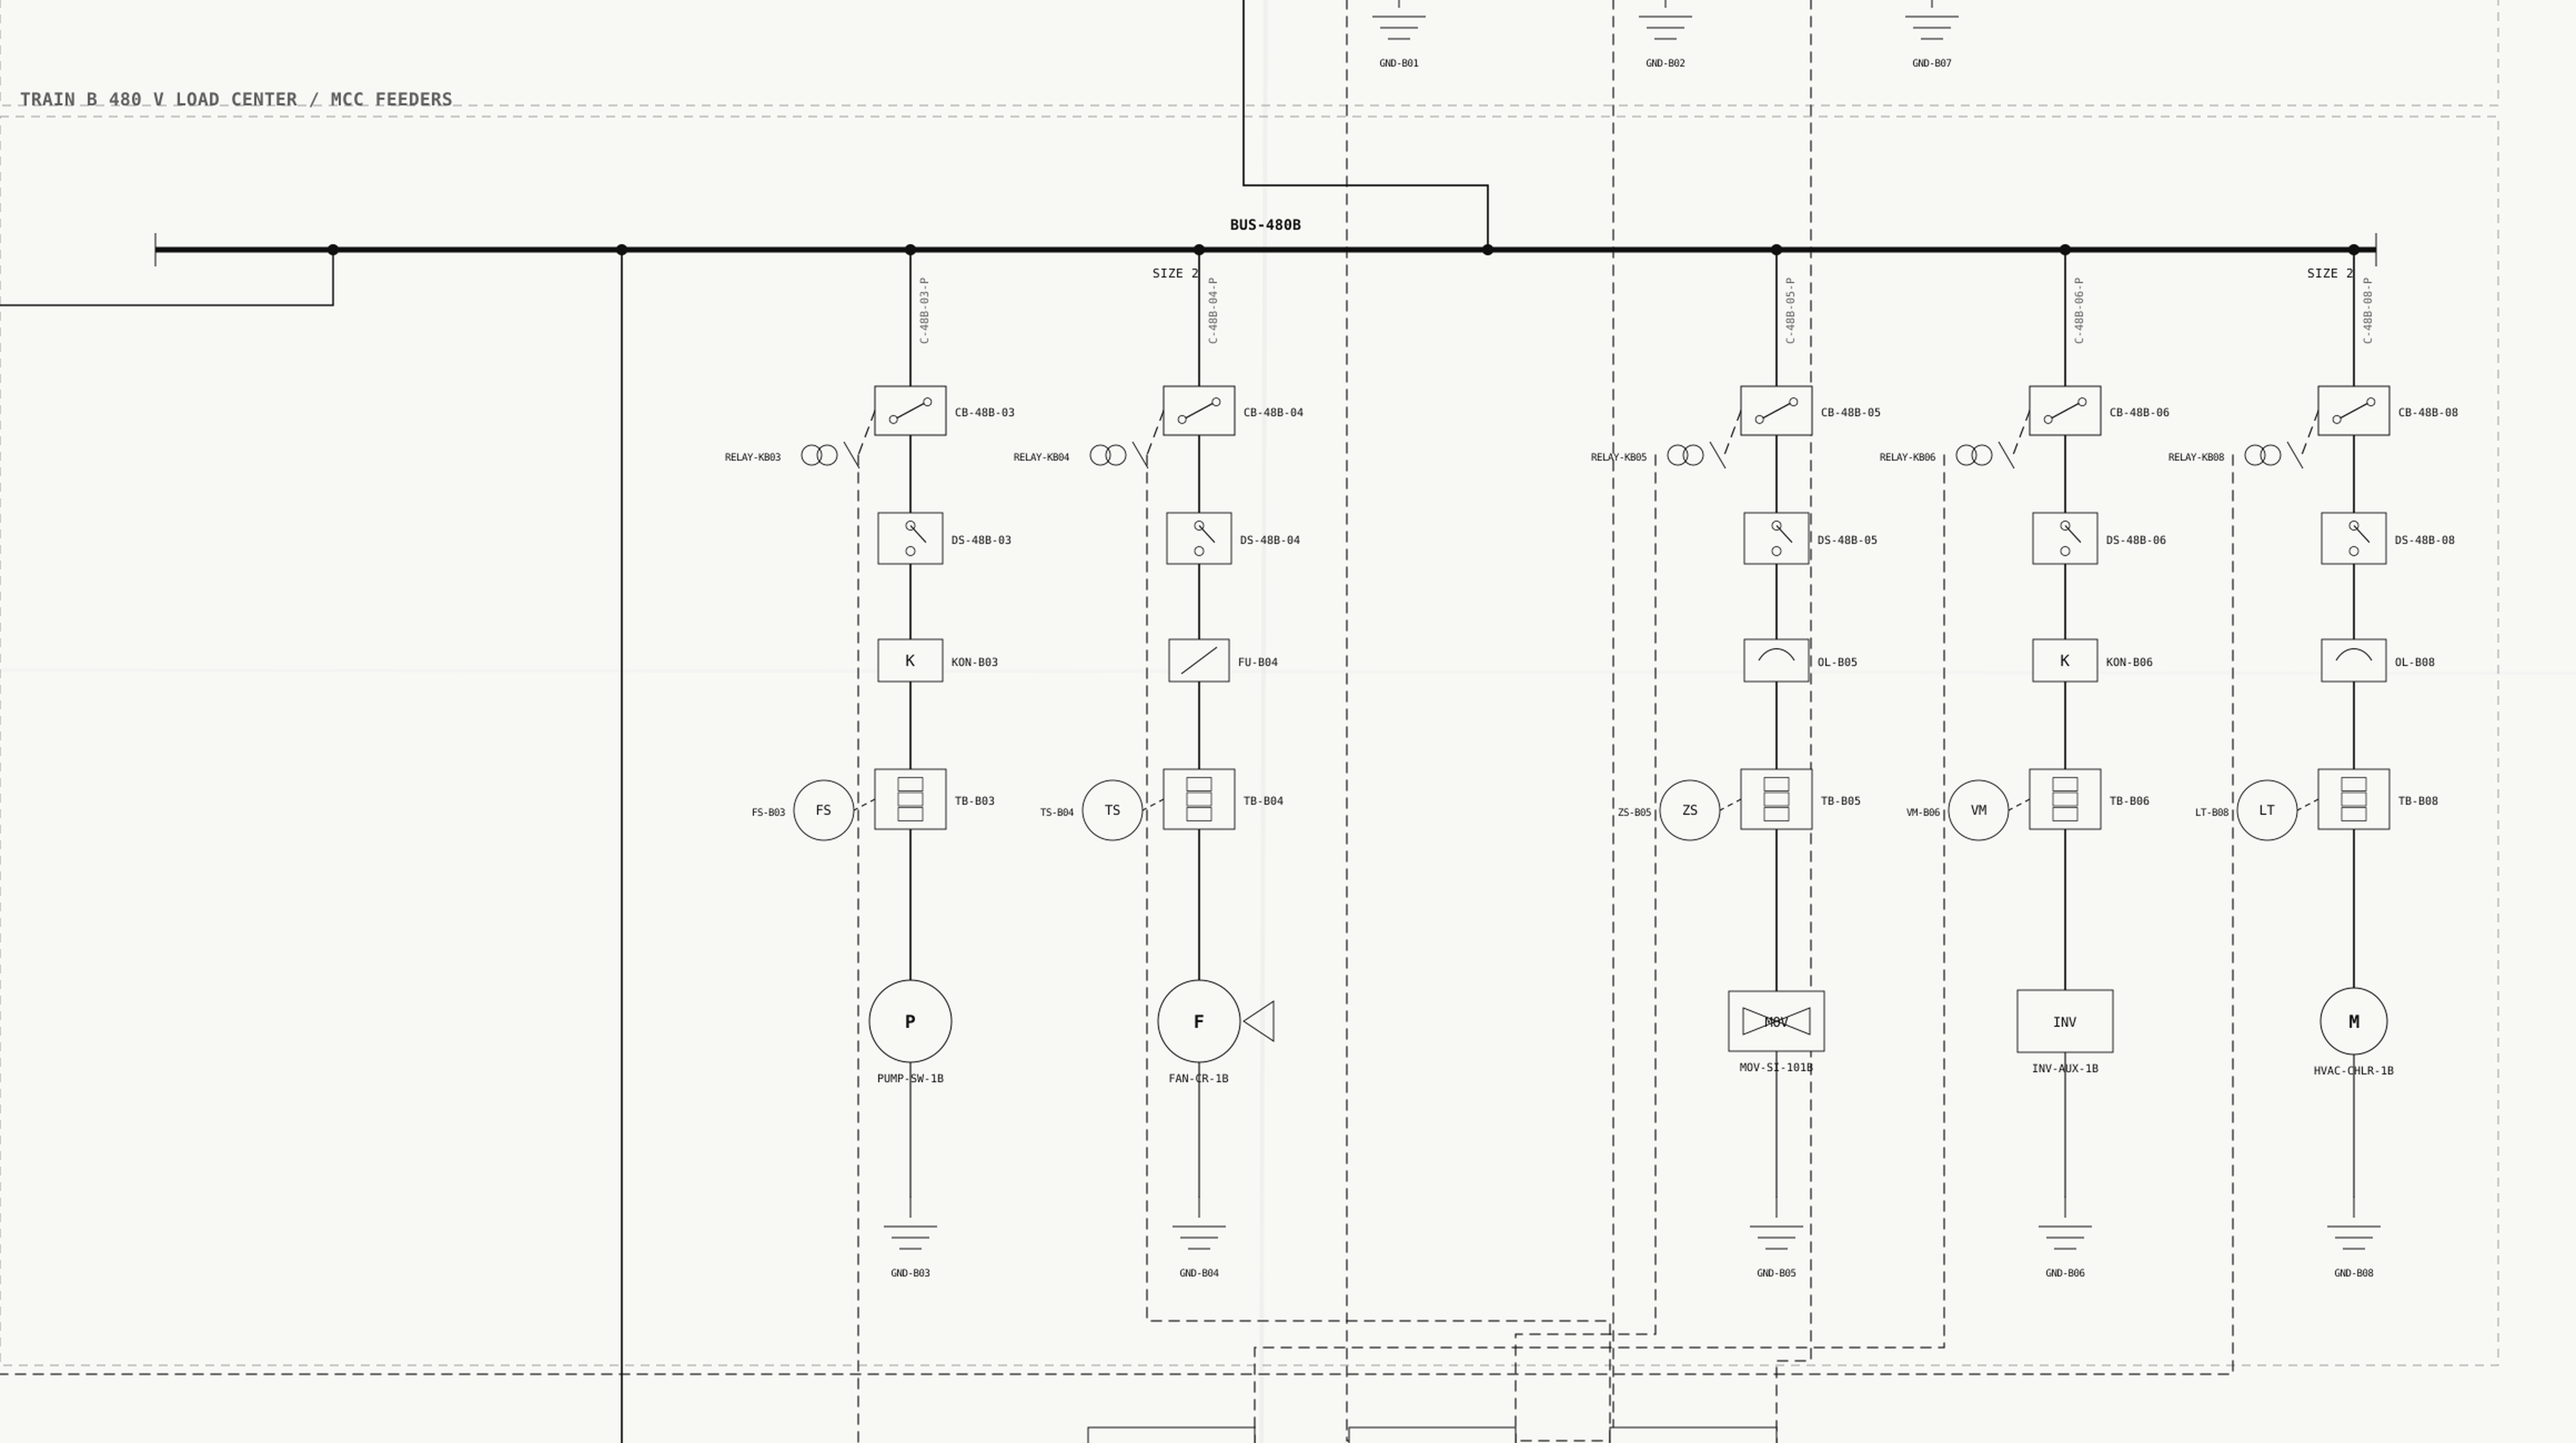 GND-B01 GND-B02 GND-B07
TRAIN B 480 V LOAD CENTER / MCC FEEDERS
BUS-480B
SIZE 2 SIZE 2
C-48B-03-P C-48B-04-P C-48B-05-P C-48B-06-P C-48B-08-P
CB-48B-03 CB-48B-04 CB-48B-05 CB-48B-06 CB-48B-08
RELAY-KB03 RELAY-KB04 RELAY-KB05 RELAY-KB06 RELAY-KB08
DS-48B-03 DS-48B-04 DS-48B-05 DS-48B-06 DS-48B-08
K KON-B03 FU-B04 OL-B05 K KON-B06 OL-B08
TB-B03 TB-B04 TB-B05 TB-B06 TB-B08
FS-B03 FS TS-B04 TS ZS-B05 ZS VM-B06 VM LT-B08 LT
P F MOV INV M
PUMP-SW-1B FAN-CR-1B MOV-SI-101B INV-AUX-1B HVAC-CHLR-1B
GND-B03 GND-B04 GND-B05 GND-B06 GND-B08